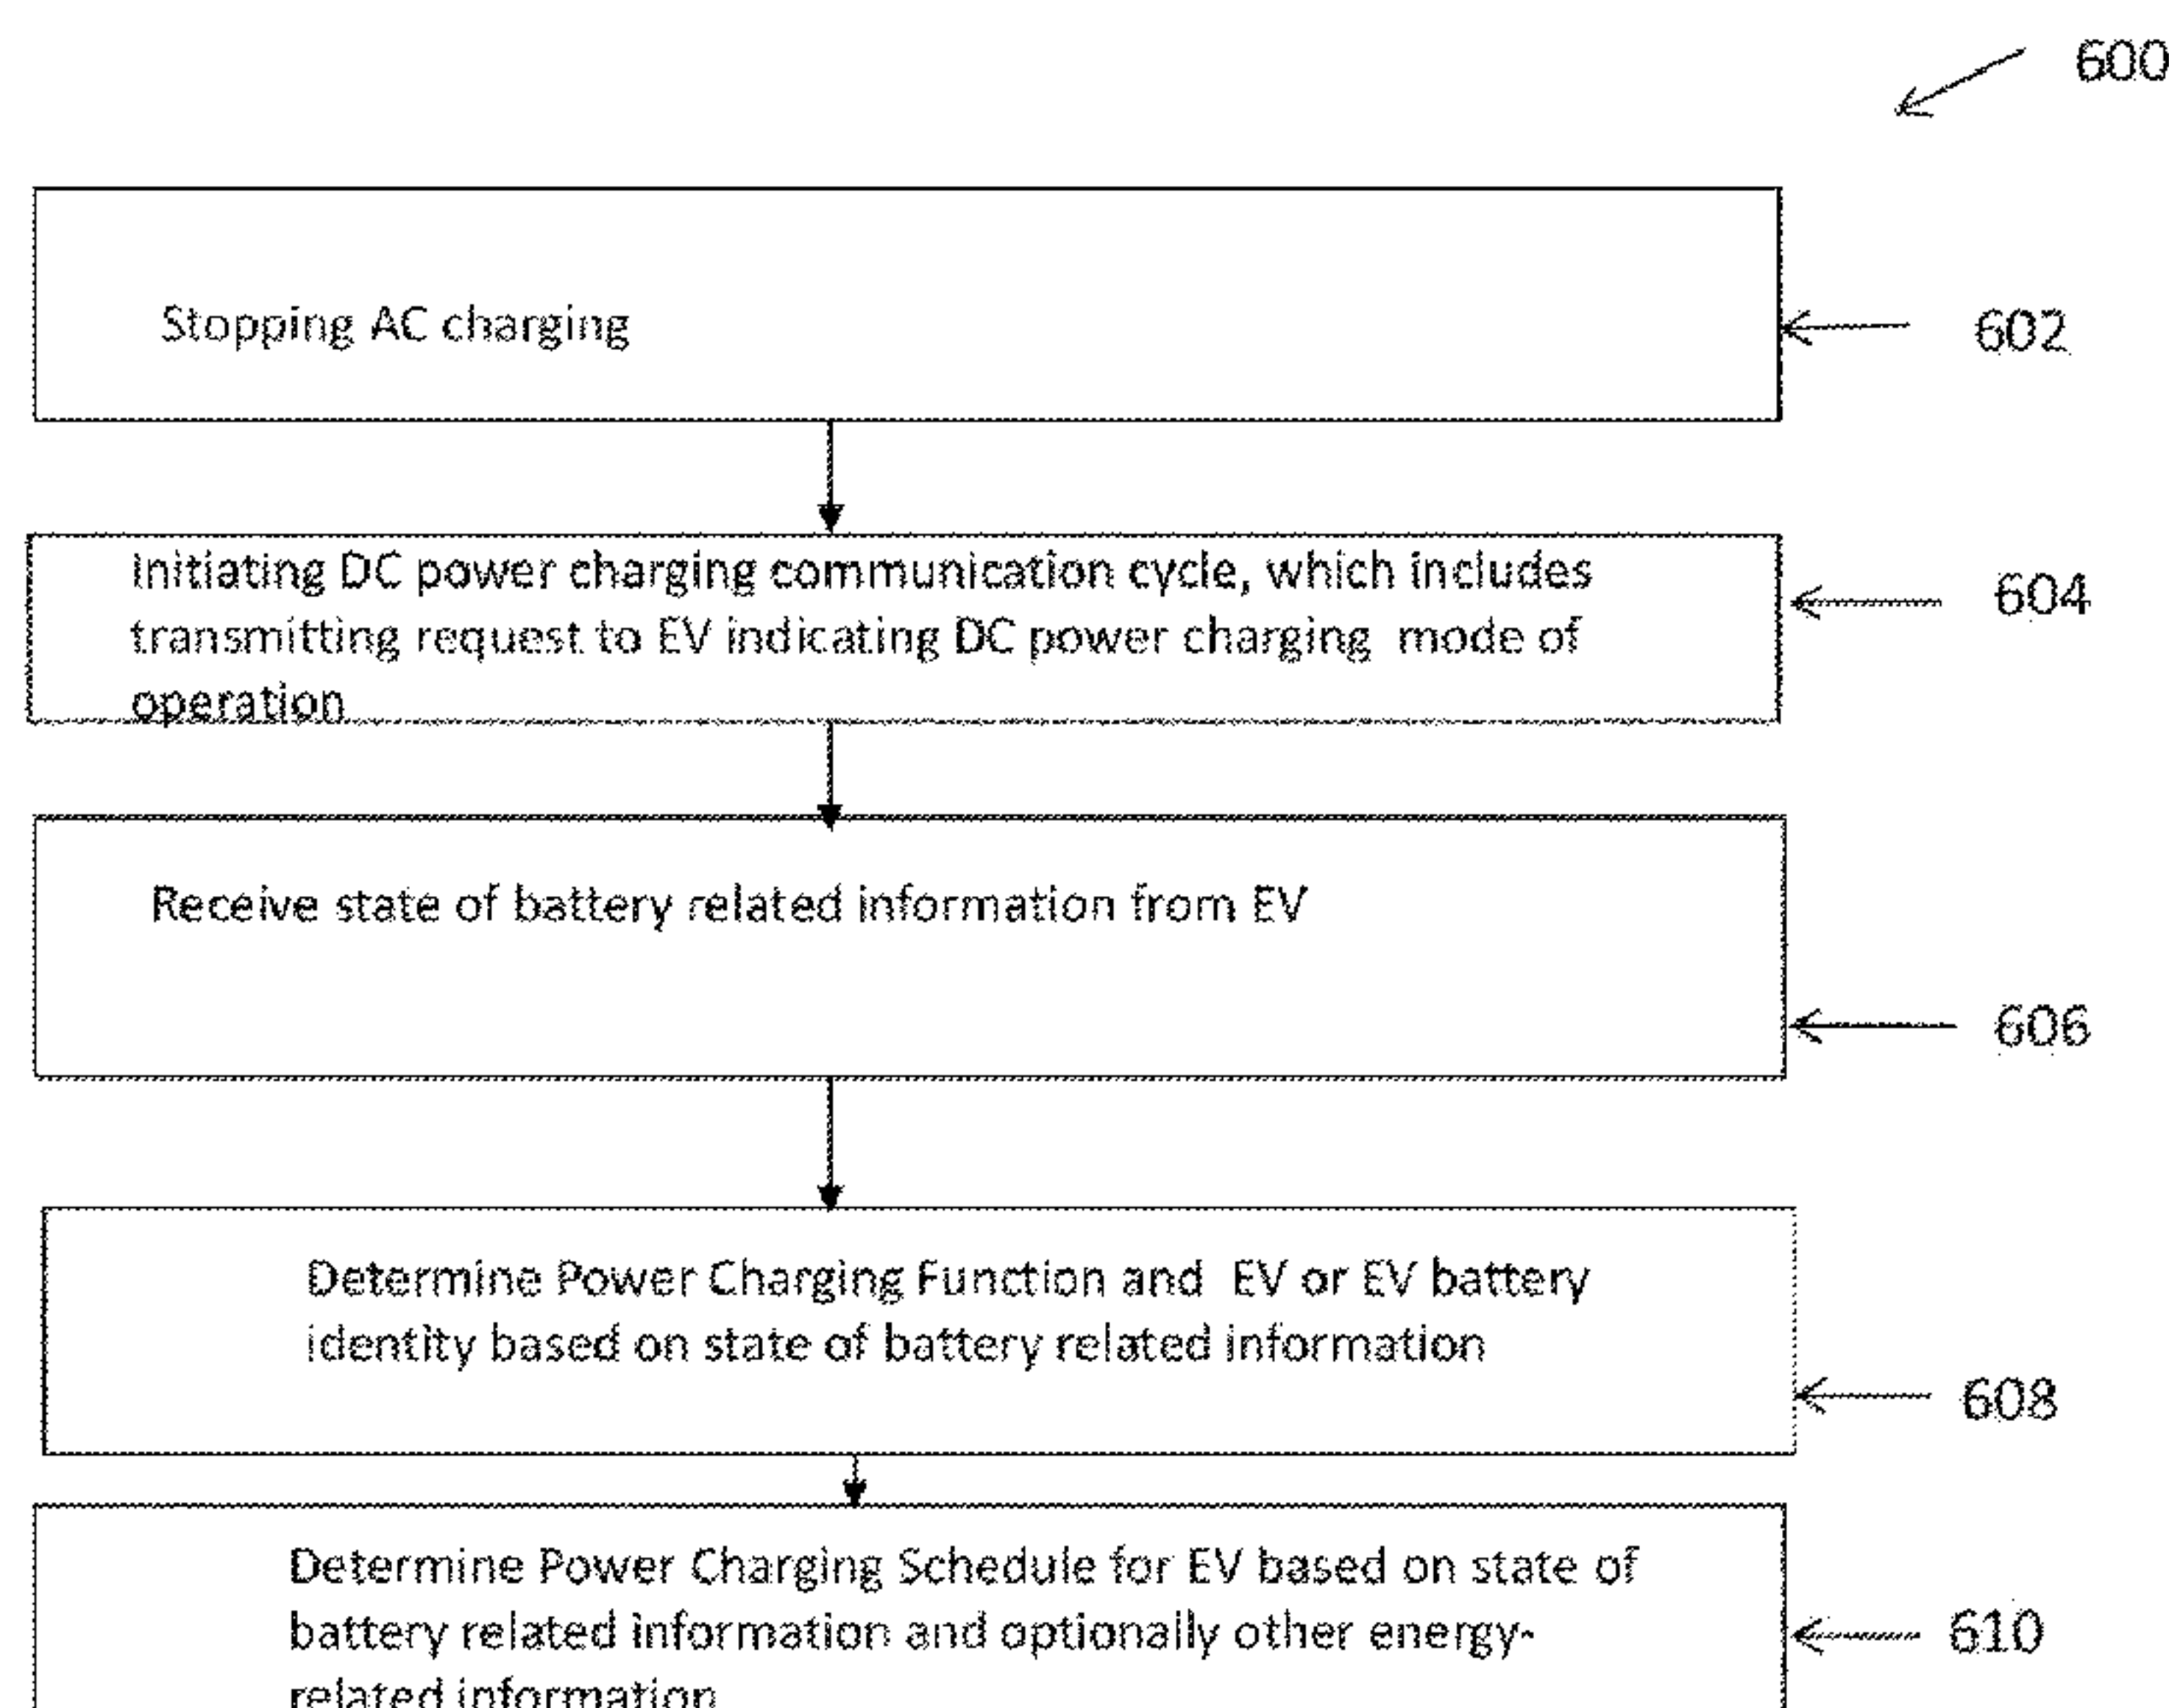 600
Stopping AC charging
602
Initiating DC power charging communication cycle, which includes
transmitting request to EV indicating DC power charging mode of
operation
604
Receive state of battery related information from EV
606
Determine Power Charging Function and EV or EV battery
identity based on state of battery related information
608
Determine Power Charging Schedule for EV based on state of
battery related information and optionally other energy-
related information
610